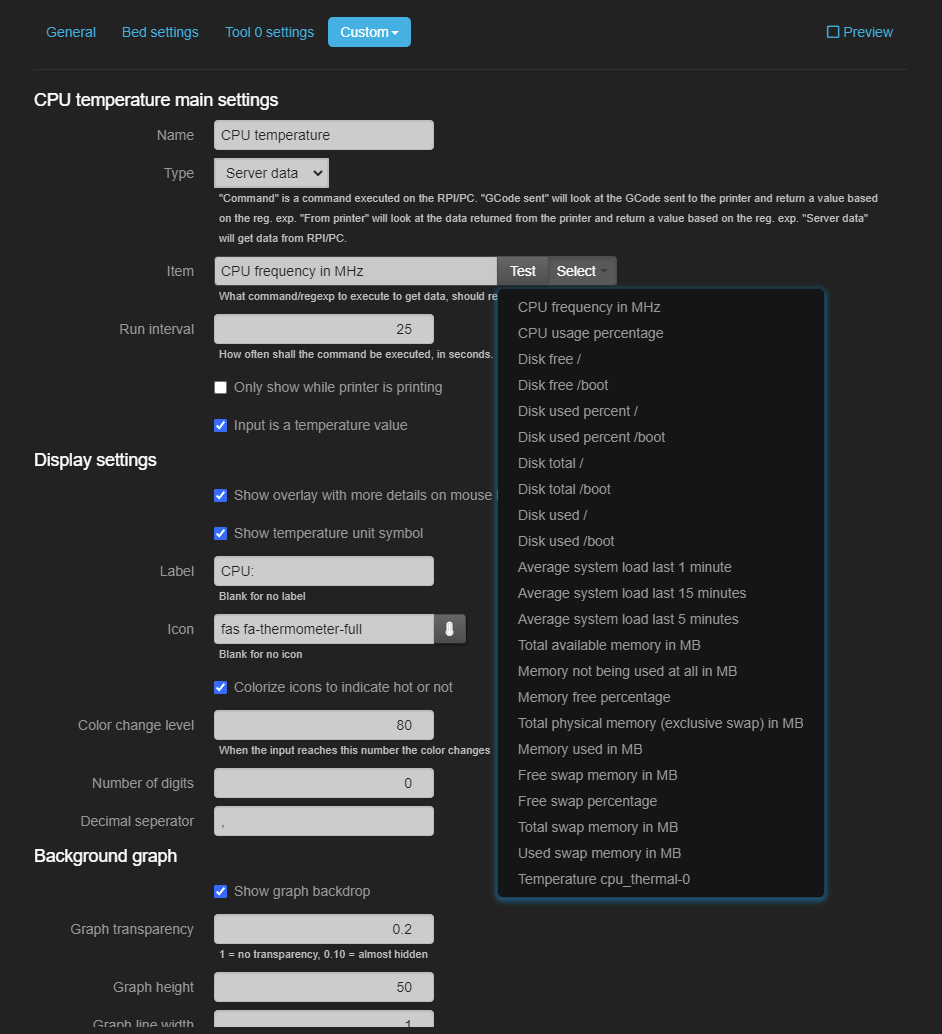 General Bed settings Tool 0 settings Custom Preview
CPU temperature main settings
Name CPU temperature
Type Server data
"Command" is a command executed on the RPI/PC. "GCode sent" will look at the GCode sent to the printer and return a value based
on the reg. exp. "From printer" will look at the data returned from the printer and return a value based on the reg. exp. "Server data"
will get data from RPI/PC.
Item CPU frequency in MHz Test Select
What command/regexp to execute to get data, should re
CPU frequency in MHz
CPU usage percentage
Disk free /
Disk free /boot
Disk used percent /
Disk used percent /boot
Disk total /
Disk total /boot
Disk used /
Disk used /boot
Average system load last 1 minute
Average system load last 15 minutes
Average system load last 5 minutes
Total available memory in MB
Memory not being used at all in MB
Memory free percentage
Total physical memory (exclusive swap) in MB
Memory used in MB
Free swap memory in MB
Free swap percentage
Total swap memory in MB
Used swap memory in MB
Temperature cpu_thermal-0
Run interval 25
How often shall the command be executed, in seconds.
Only show while printer is printing
Input is a temperature value
Display settings
Show overlay with more details on mouse
Show temperature unit symbol
Label CPU:
Blank for no label
Icon fas fa-thermometer-full
Blank for no icon
Colorize icons to indicate hot or not
Color change level 80
When the input reaches this number the color changes
Number of digits 0
Decimal seperator ,
Background graph
Show graph backdrop
Graph transparency 0.2
1 = no transparency, 0.10 = almost hidden
Graph height 50
Graph line width 1